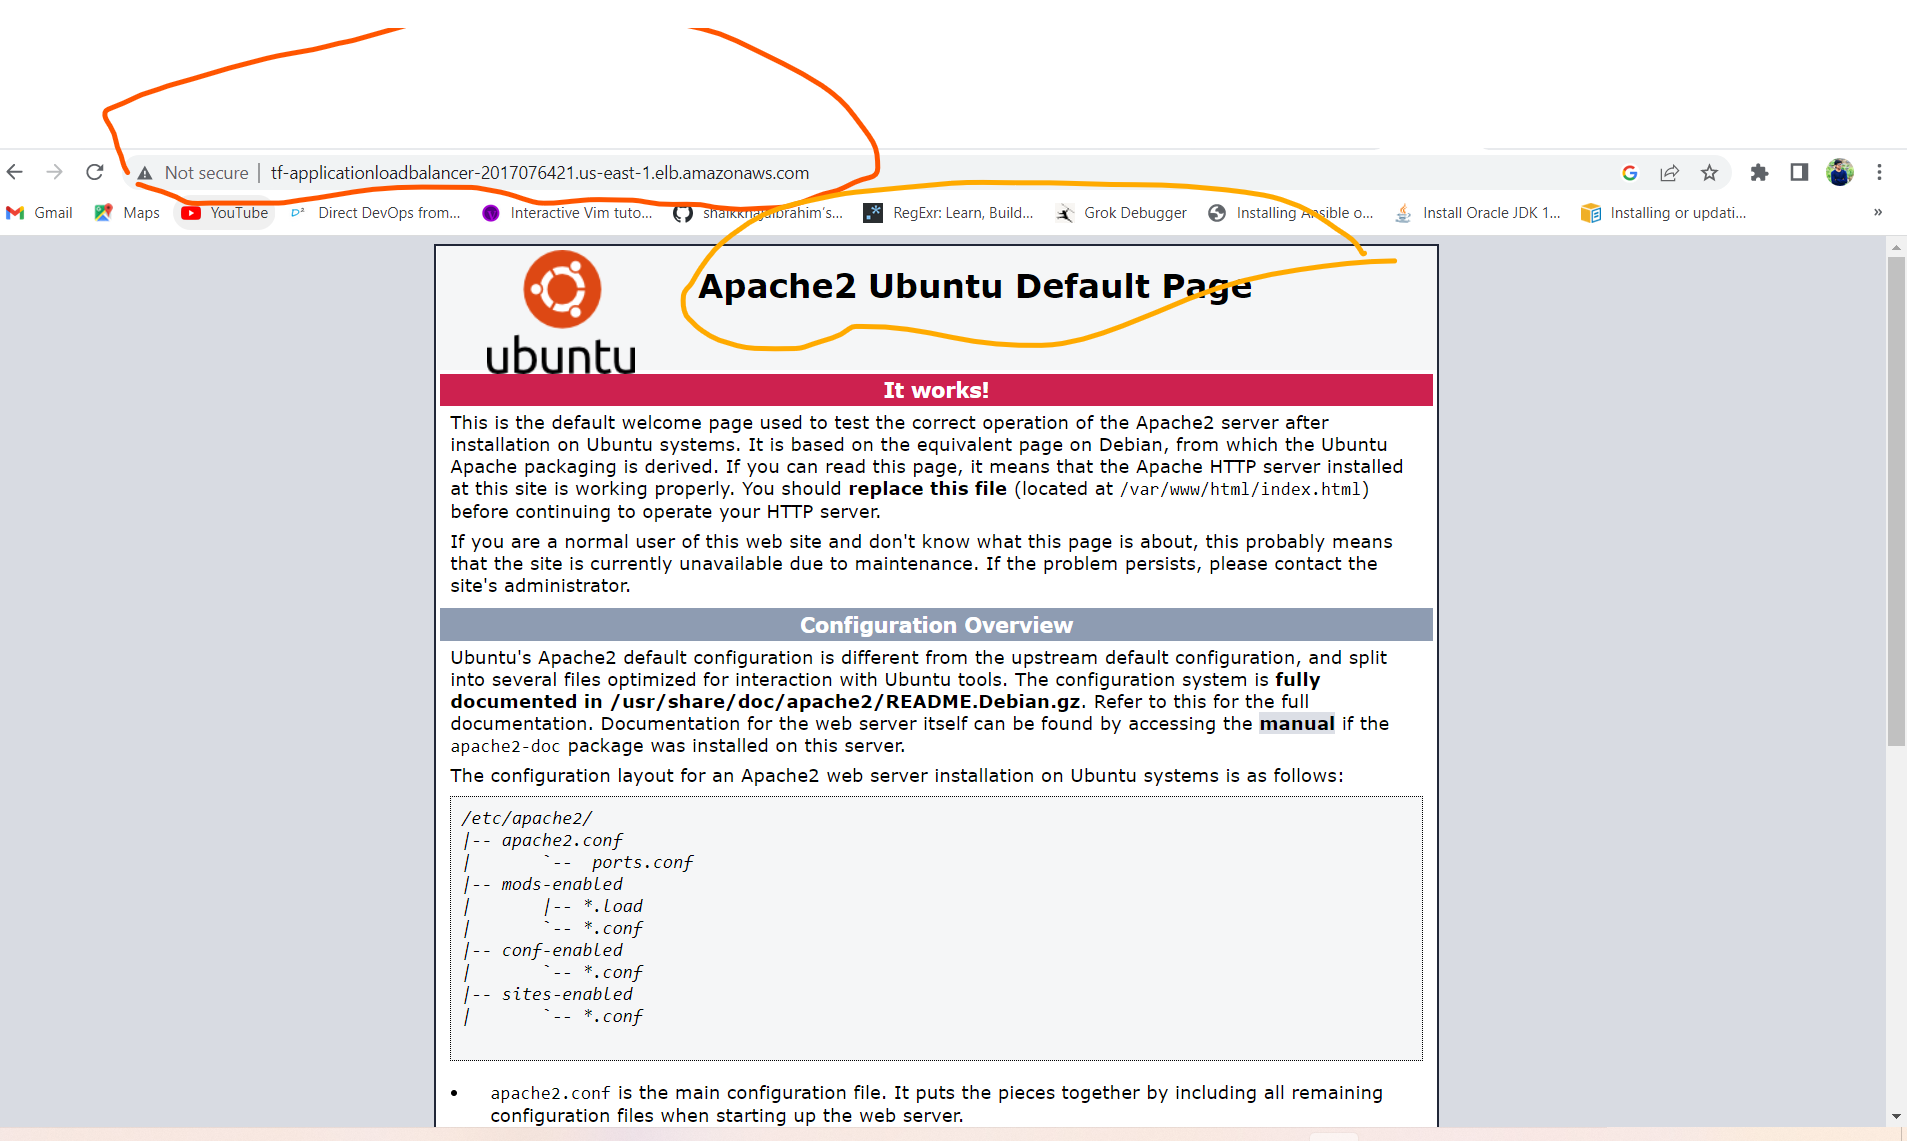 Not secure | tf-applicationloadbalancer-2017076421.us-east-1.elb.amazonaws.com
Gmail Maps YouTube Direct DevOps from... Interactive Vim tuto... shaikkhajaibrahim's... RegExr: Learn, Build... Grok Debugger Installing Ansible o... Install Oracle JDK 1... Installing or updati... »
ubuntu
Apache2 Ubuntu Default Page
It works!
This is the default welcome page used to test the correct operation of the Apache2 server after
installation on Ubuntu systems. It is based on the equivalent page on Debian, from which the Ubuntu
Apache packaging is derived. If you can read this page, it means that the Apache HTTP server installed
at this site is working properly. You should replace this file (located at /var/www/html/index.html)
before continuing to operate your HTTP server.
If you are a normal user of this web site and don't know what this page is about, this probably means
that the site is currently unavailable due to maintenance. If the problem persists, please contact the
site's administrator.
Configuration Overview
Ubuntu's Apache2 default configuration is different from the upstream default configuration, and split
into several files optimized for interaction with Ubuntu tools. The configuration system is fully
documented in /usr/share/doc/apache2/README.Debian.gz. Refer to this for the full
documentation. Documentation for the web server itself can be found by accessing the manual if the
apache2-doc package was installed on this server.
The configuration layout for an Apache2 web server installation on Ubuntu systems is as follows:
/etc/apache2/
|-- apache2.conf
|       `--  ports.conf
|-- mods-enabled
|       |-- *.load
|       `-- *.conf
|-- conf-enabled
|       `-- *.conf
|-- sites-enabled
|       `-- *.conf
• apache2.conf is the main configuration file. It puts the pieces together by including all remaining
configuration files when starting up the web server.